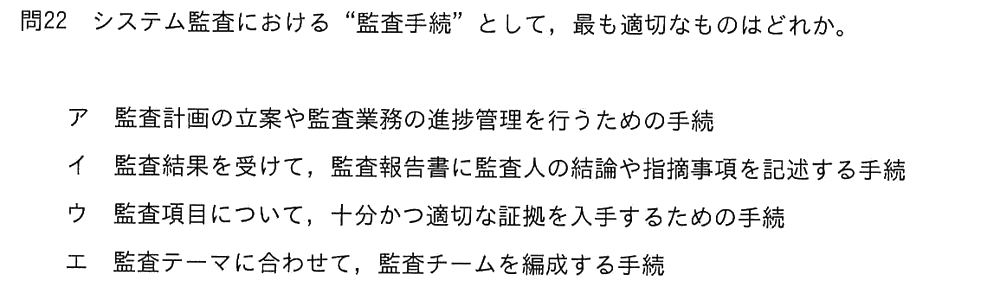 問22 システム監査における“監査手続”として，最も適切なものはどれか。
ア 監査計画の立案や監査業務の進捗管理を行うための手続
イ 監査結果を受けて，監査報告書に監査人の結論や指摘事項を記述する手続
ウ 監査項目について，十分かつ適切な証拠を入手するための手続
エ 監査テーマに合わせて，監査チームを編成する手続